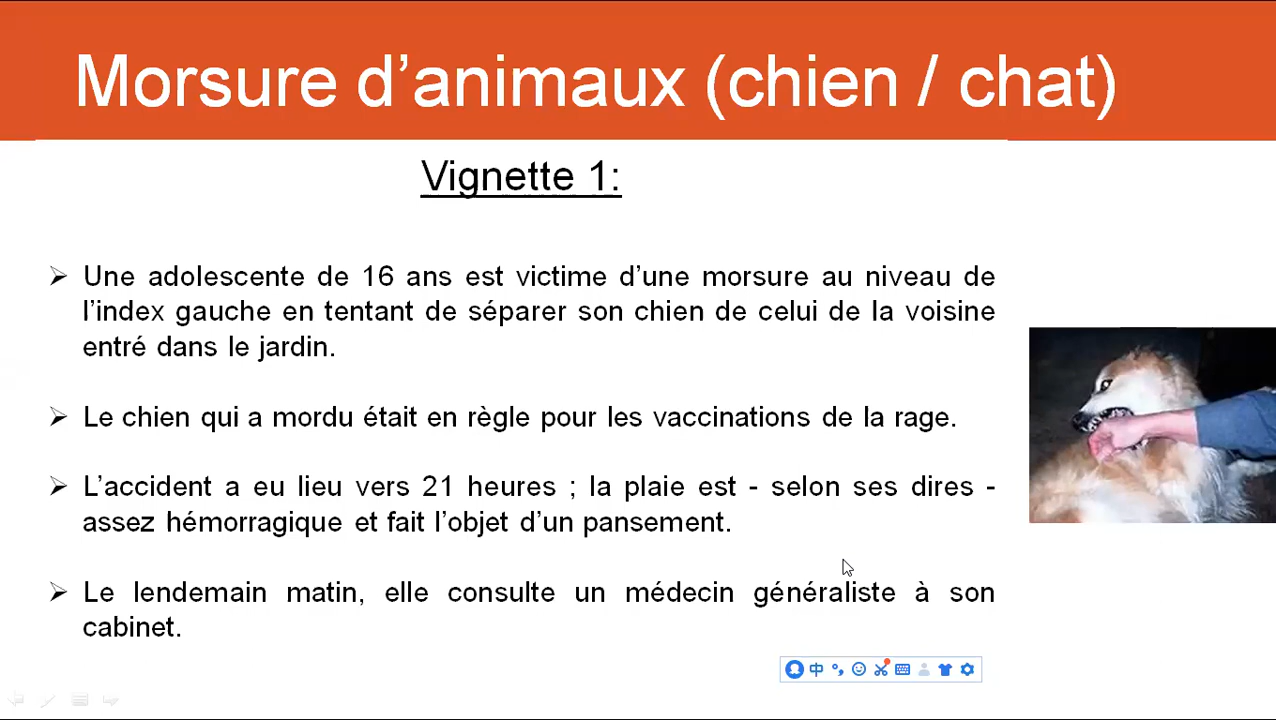 Morsure d’animaux (chien / chat)
Vignette 1:
➢ Une adolescente de 16 ans est victime d’une morsure au niveau de
l’index gauche en tentant de séparer son chien de celui de la voisine
entré dans le jardin.
➢ Le chien qui a mordu était en règle pour les vaccinations de la rage.
➢ L’accident a eu lieu vers 21 heures ; la plaie est - selon ses dires -
assez hémorragique et fait l’objet d’un pansement.
➢ Le lendemain matin, elle consulte un médecin généraliste à son
cabinet.
中